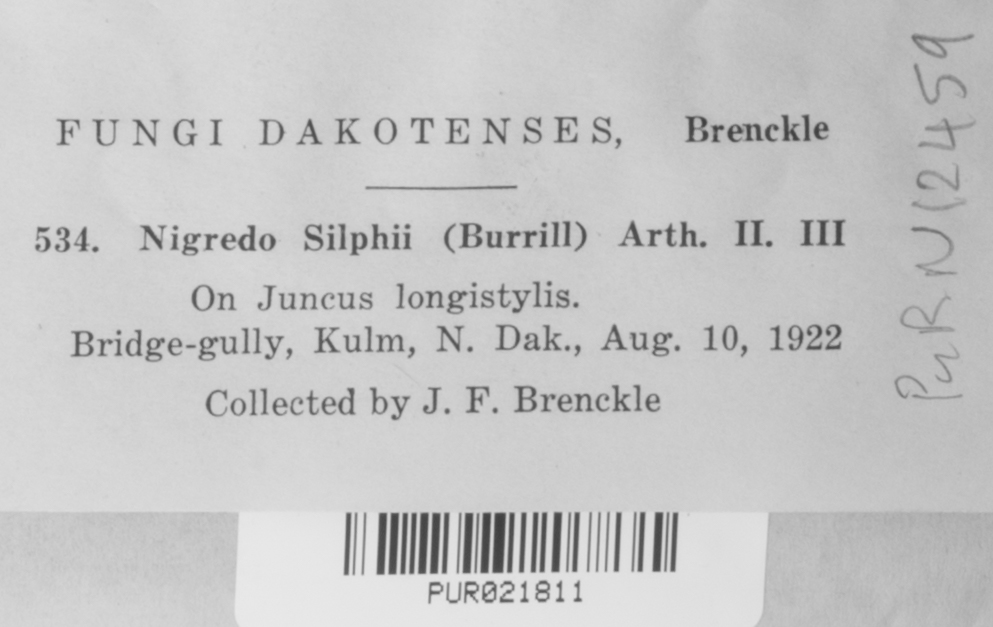 FUNGI DAKOTENSES, Brenckle
534. Nigredo Silphii (Burrill) Arth. II. III
On Juncus longistylis.
Bridge-gully, Kulm, N. Dak., Aug. 10, 1922
Collected by J. F. Brenckle
PUR N12459
PUR021811